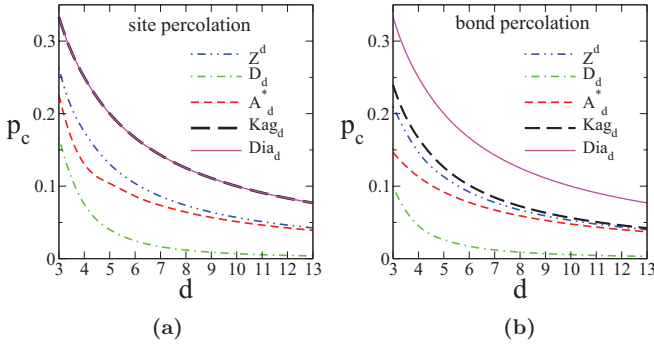 site percolation
0.3
0.2
0.1
0
p_c
Z^d
D_d
A^*_d
Kag_d
Dia_d
3 4 5 6 7 8 9 10 11 12 13
d
(a)
bond percolation
0.3
0.2
0.1
0
p_c
Z^d
D_d
A^*_d
Kag_d
Dia_d
3 4 5 6 7 8 9 10 11 12 13
d
(b)